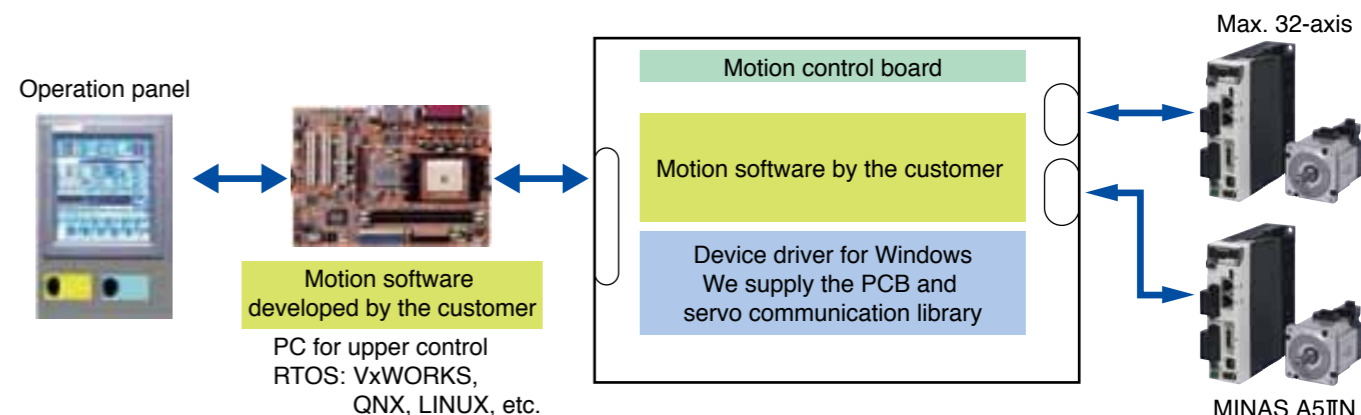 Operation panel
Motion software
developed by the customer
PC for upper control
RTOS: VxWORKS,
QNX, LINUX, etc.
Motion control board
Motion software by the customer
Device driver for Windows
We supply the PCB and
servo communication library
Max. 32-axis
MINAS A5ⅡN